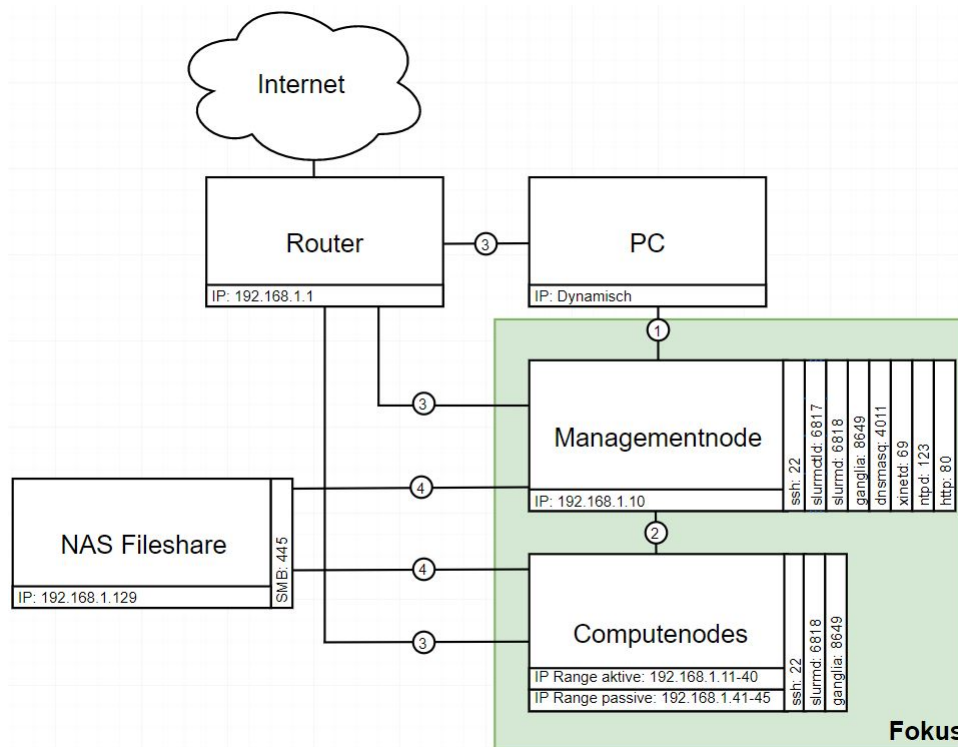 Internet
Router
IP: 192.168.1.1
3
PC
IP: Dynamisch
1
3
Managementnode
IP: 192.168.1.10
ssh: 22
slurmctld: 6817
slurmd: 6818
ganglia: 8649
dnsmasq: 4011
xinetd: 69
ntpd: 123
http: 80
4
2
NAS Fileshare
IP: 192.168.1.129
SMB: 445
4
3
Computenodes
IP Range aktive: 192.168.1.11-40
IP Range passive: 192.168.1.41-45
ssh: 22
slurmd: 6818
ganglia: 8649
Fokus